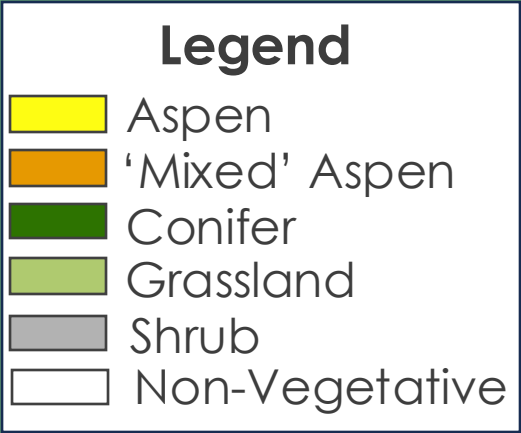 Legend
Aspen
‘Mixed’ Aspen
Conifer
Grassland
Shrub
Non-Vegetative